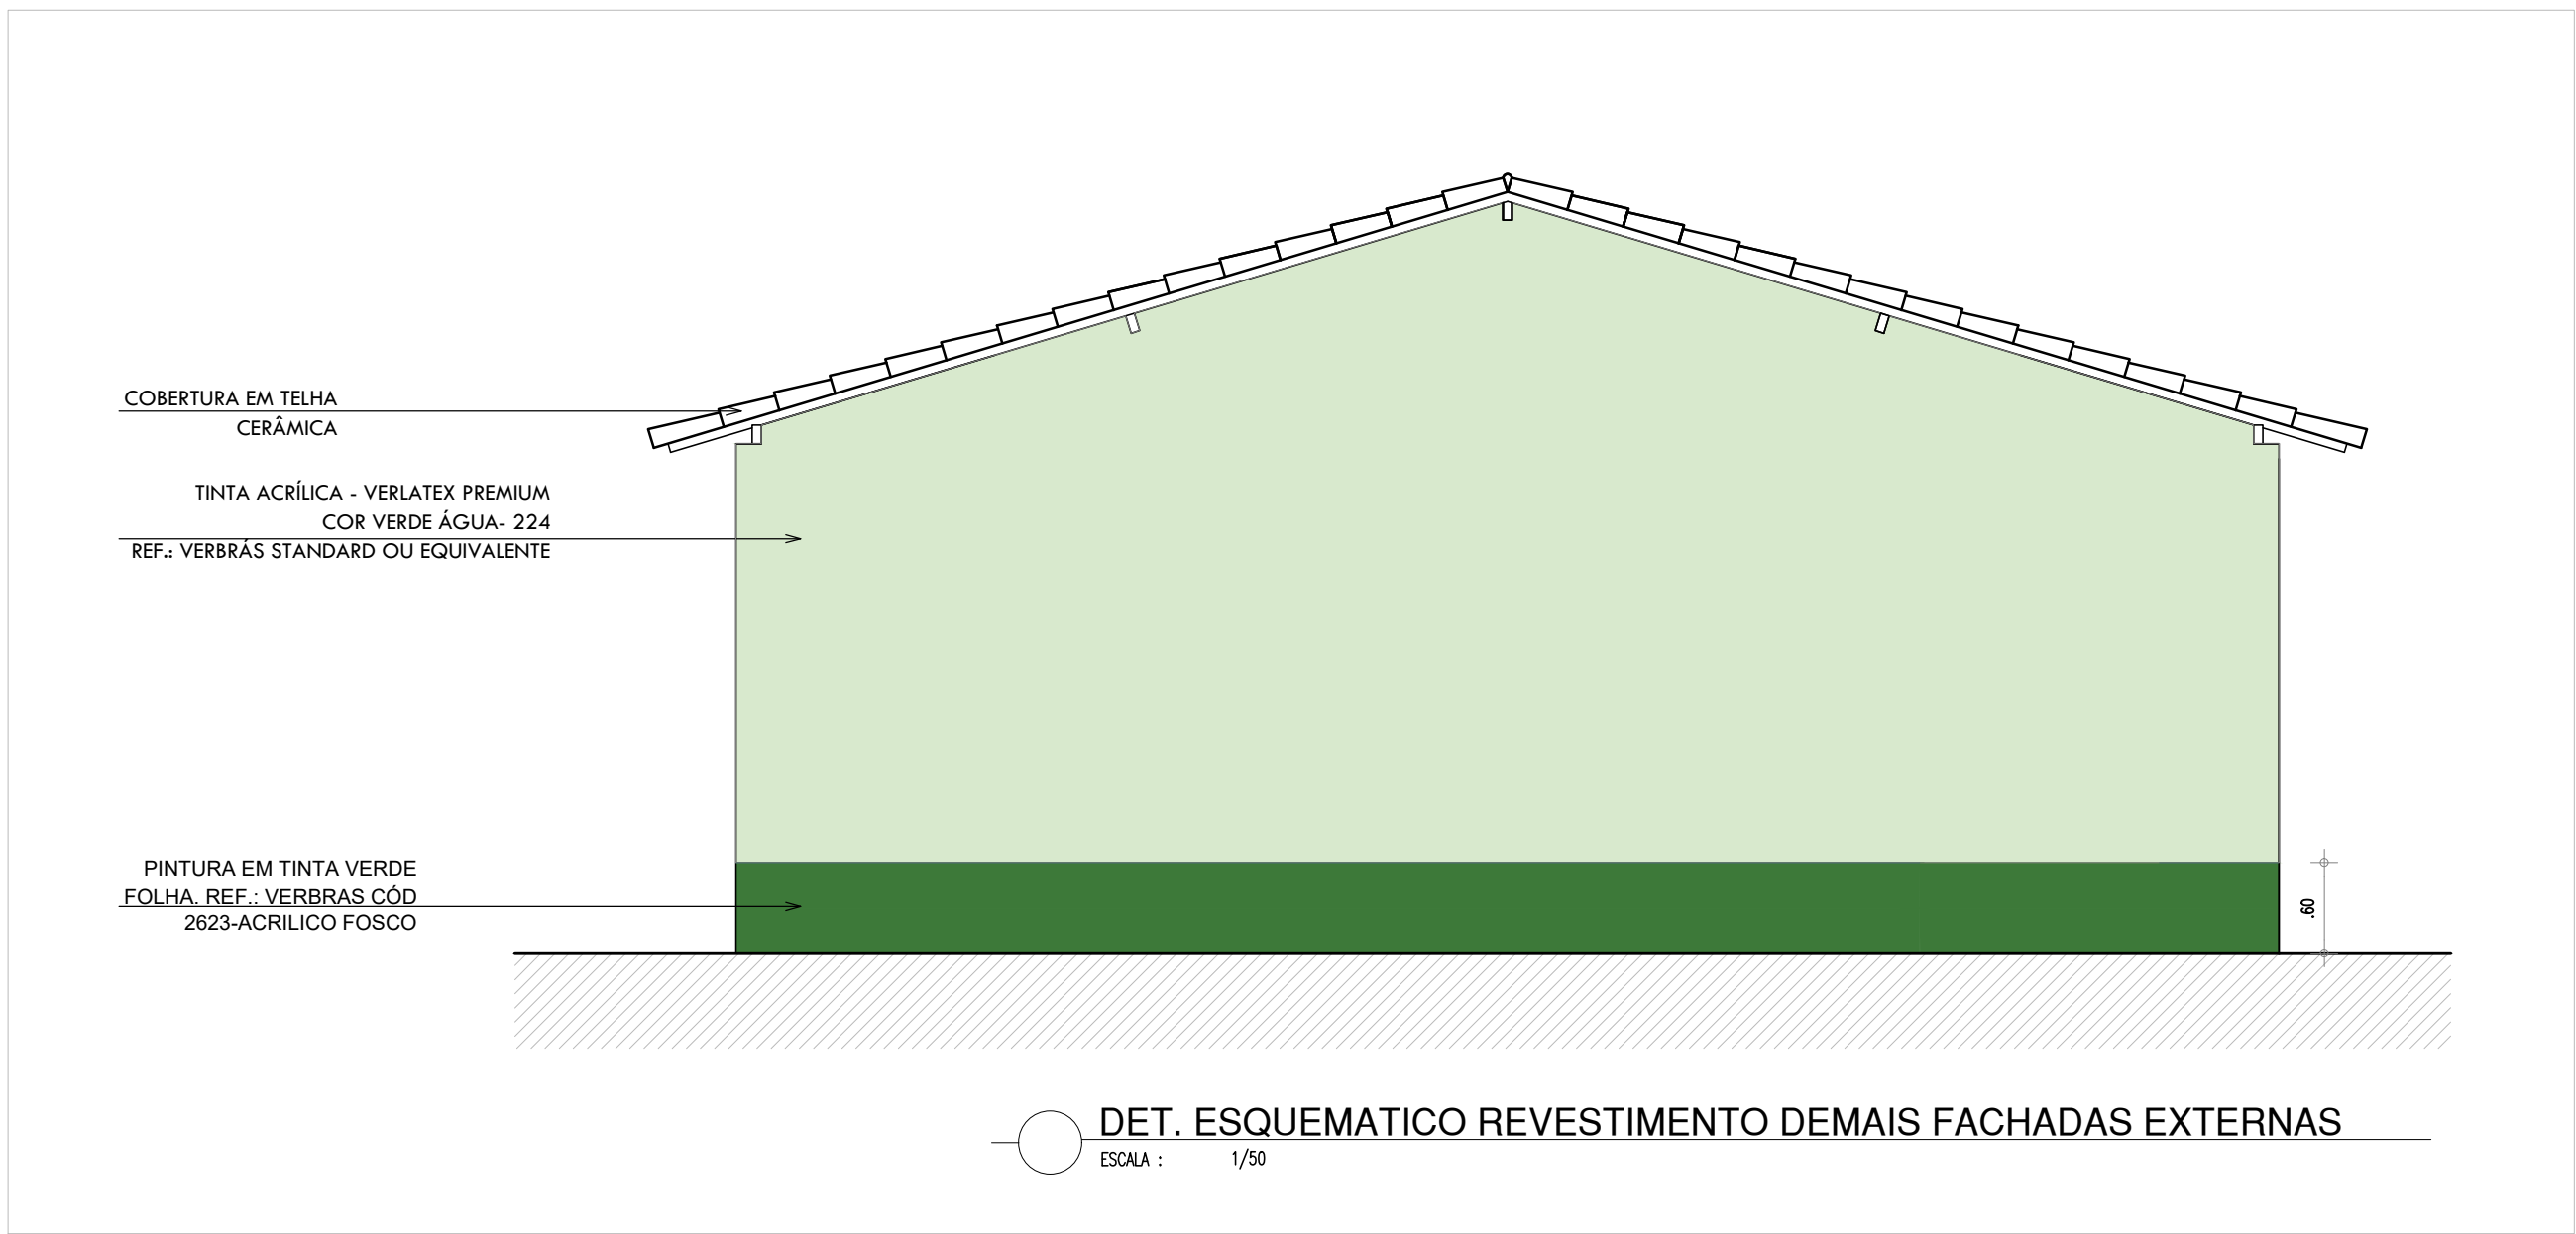 COBERTURA EM TELHA
CERÂMICA
TINTA ACRÍLICA - VERLATEX PREMIUM
COR VERDE ÁGUA- 224
REF.: VERBRÁS STANDARD OU EQUIVALENTE
PINTURA EM TINTA VERDE
FOLHA. REF.: VERBRAS CÓD
2623-ACRILICO FOSCO
.60
DET. ESQUEMATICO REVESTIMENTO DEMAIS FACHADAS EXTERNAS
ESCALA : 1/50